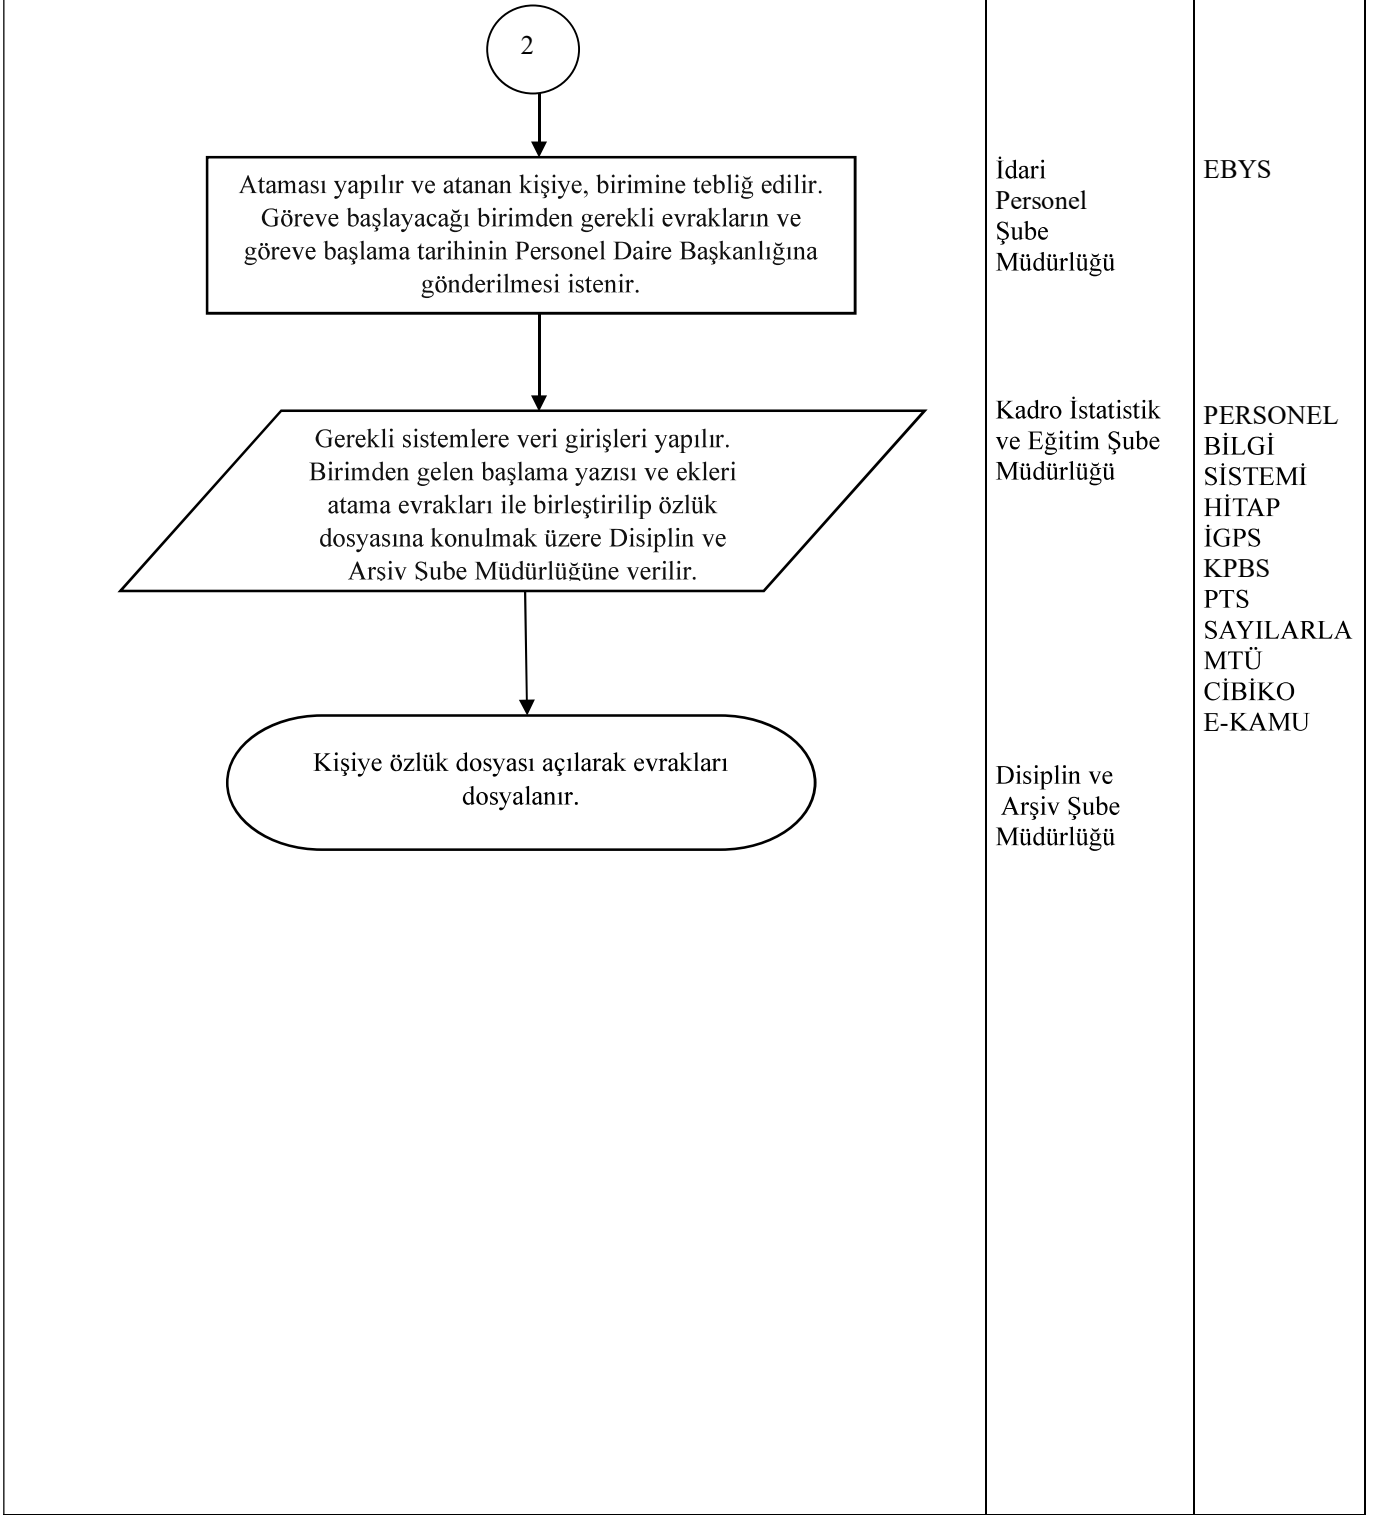 2
Ataması yapılır ve atanan kişiye, birimine tebliğ edilir.
Göreve başlayacağı birimden gerekli evrakların ve
göreve başlama tarihinin Personel Daire Başkanlığına
gönderilmesi istenir.
İdari
Personel
Şube
Müdürlüğü
EBYS
Gerekli sistemlere veri girişleri yapılır.
Birimden gelen başlama yazısı ve ekleri
atama evrakları ile birleştirilip özlük
dosyasına konulmak üzere Disiplin ve
Arşiv Şube Müdürlüğüne verilir.
Kadro İstatistik
ve Eğitim Şube
Müdürlüğü
PERSONEL
BİLGİ
SİSTEMİ
HİTAP
İGPS
KPBS
PTS
SAYILARLA
MTÜ
CİBİKO
E-KAMU
Kişiye özlük dosyası açılarak evrakları
dosyalanır.
Disiplin ve
Arşiv Şube
Müdürlüğü